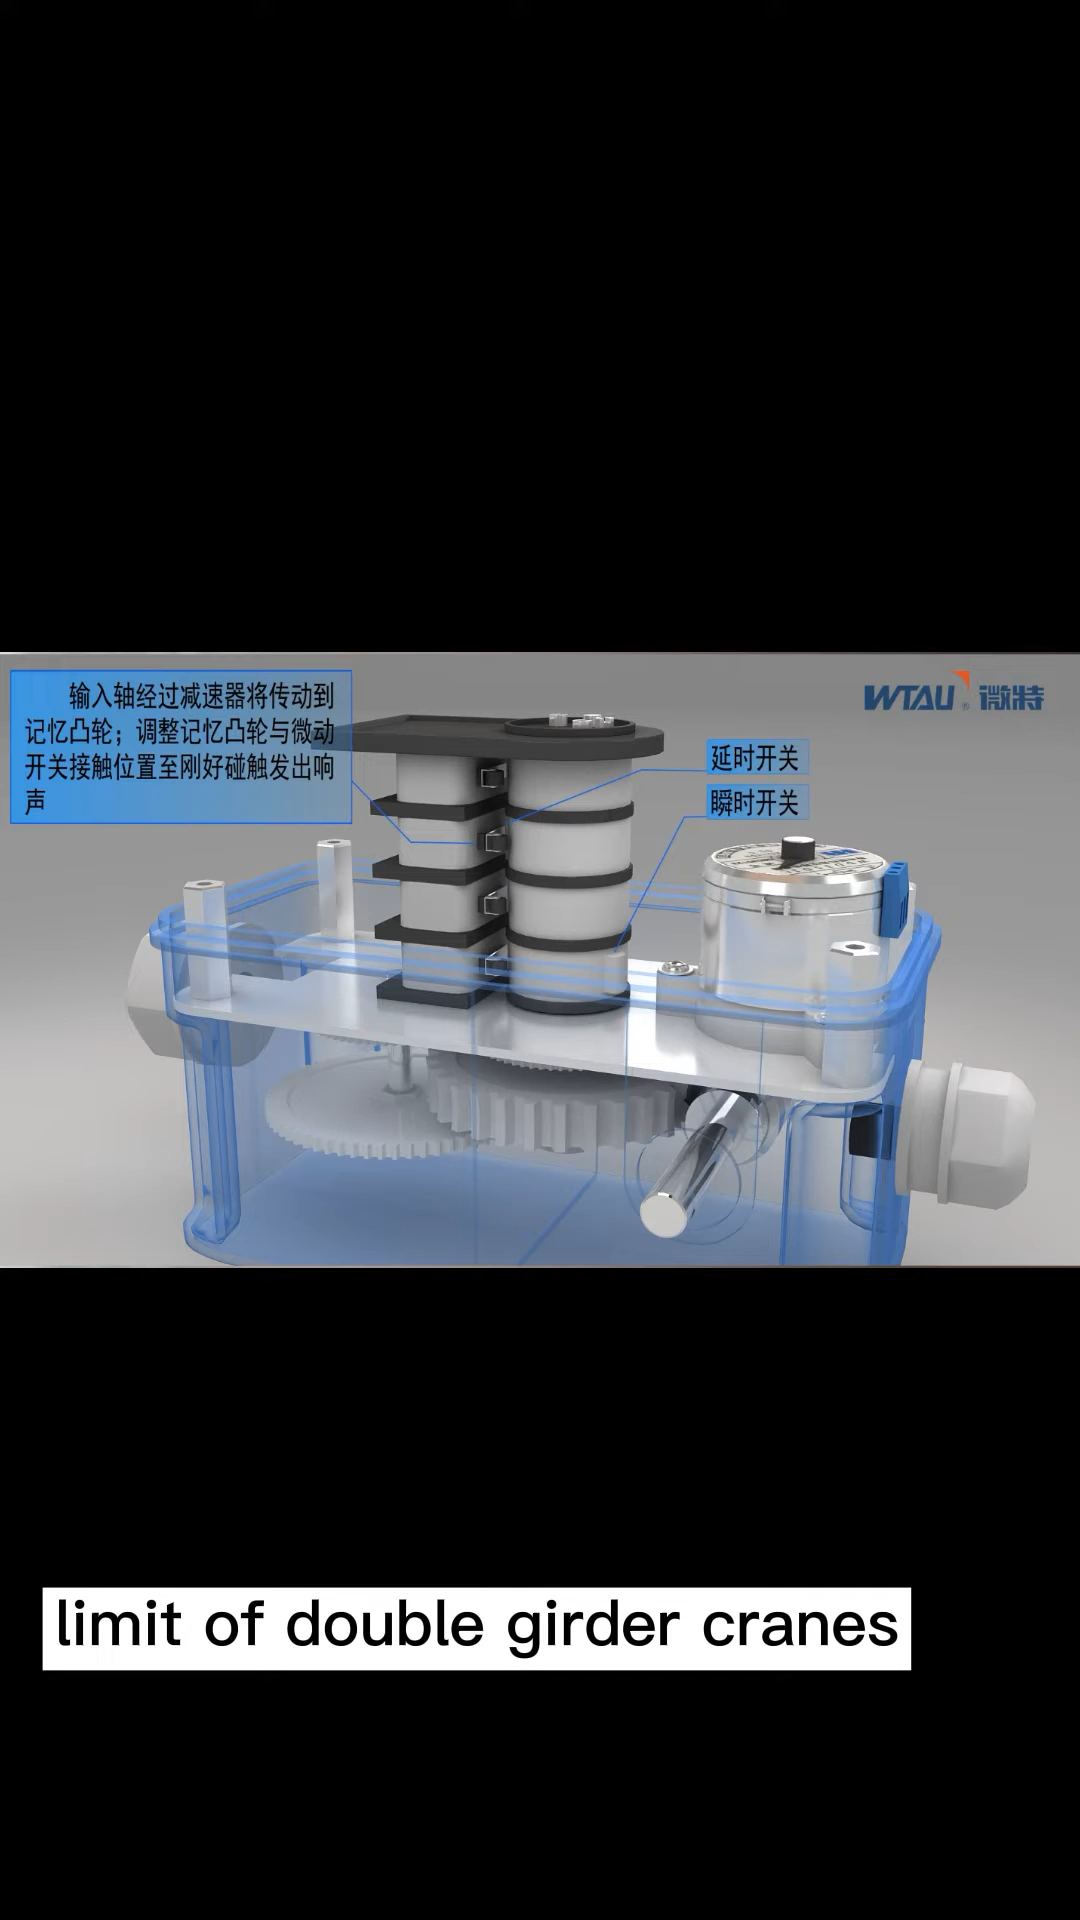 输入轴经过减速器将传动到
记忆凸轮；调整记忆凸轮与微动
开关接触位置至刚好碰触发出响
声
WTAU® 微特
延时开关
瞬时开关
limit of double girder cranes